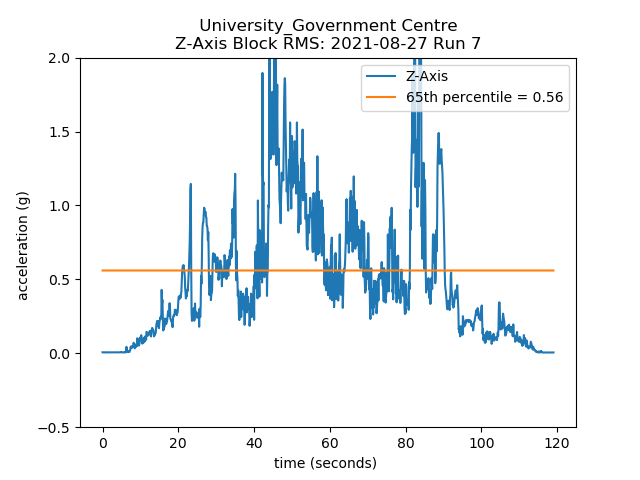 University_Government Centre
Z-Axis Block RMS: 2021-08-27 Run 7
2.0
1.5
1.0
0.5
0.0
−0.5
acceleration (g)
Z-Axis
65th percentile = 0.56
0
20
40
60
80
100
120
time (seconds)